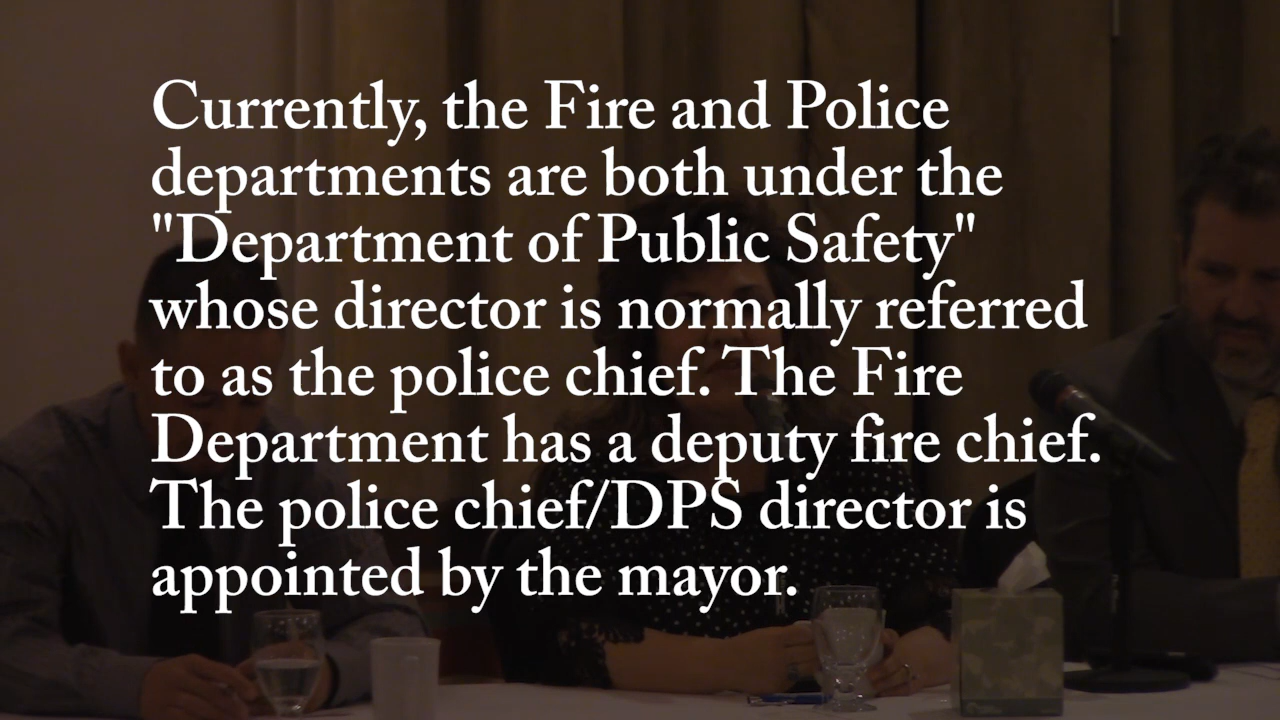 Currently, the Fire and Police
departments are both under the
"Department of Public Safety"
whose director is normally referred
to as the police chief. The Fire
Department has a deputy fire chief.
The police chief/DPS director is
appointed by the mayor.